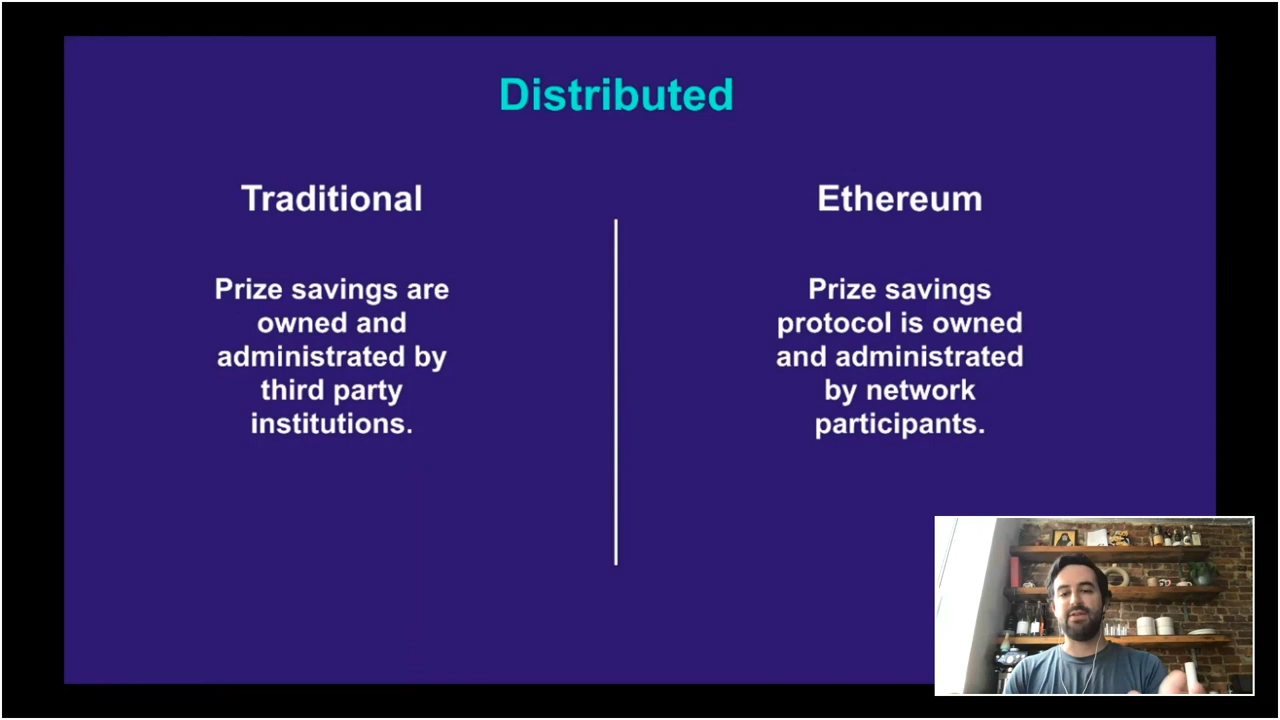 Distributed
Traditional
Prize savings are
owned and
administrated by
third party
institutions.
Ethereum
Prize savings
protocol is owned
and administrated
by network
participants.